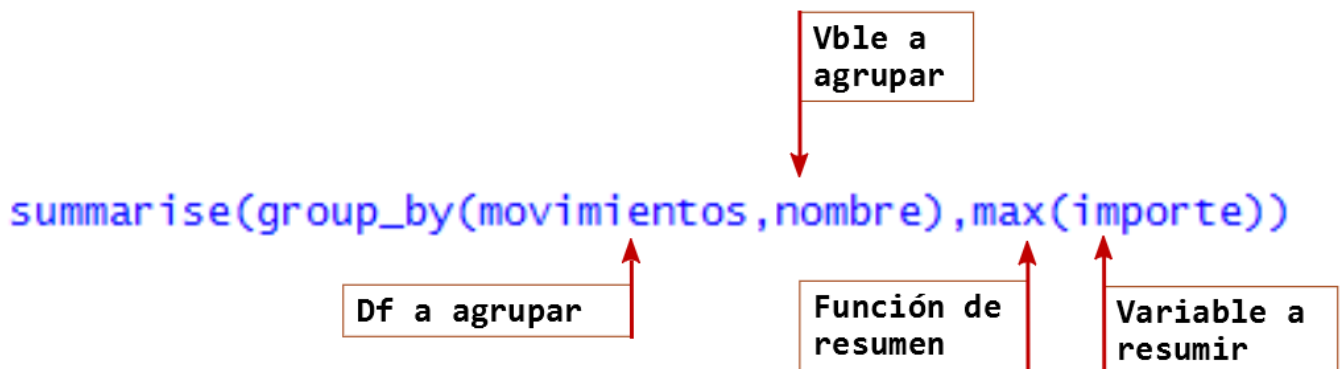 Vble a
agrupar
summarise(group_by(movimientos,nombre),max(importe))
Df a agrupar
Función de
resumen
Variable a
resumir